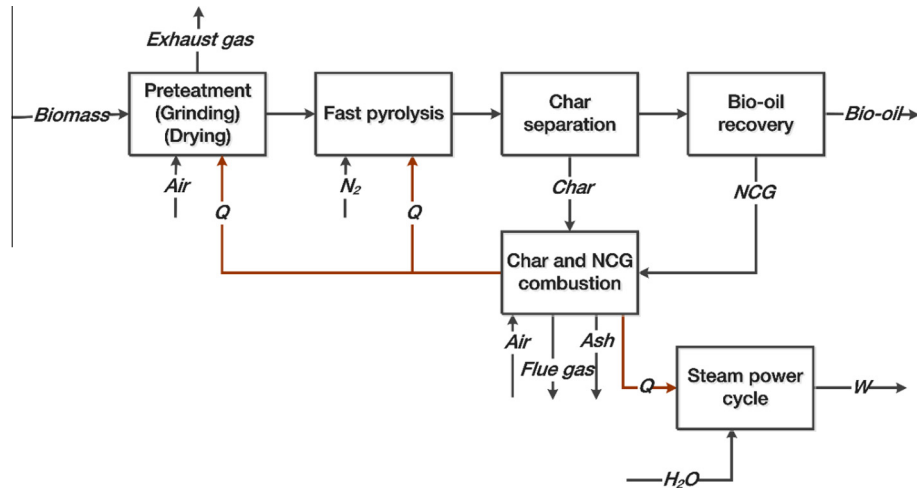 Exhaust gas
Biomass
Pretreatment
(Grinding)
(Drying)
Fast pyrolysis
Char
separation
Bio-oil
recovery
Bio-oil
Air
Q
N₂
Q
Char
NCG
Char and NCG
combustion
Air
Flue gas
Ash
Q
Steam power
cycle
W
H₂O